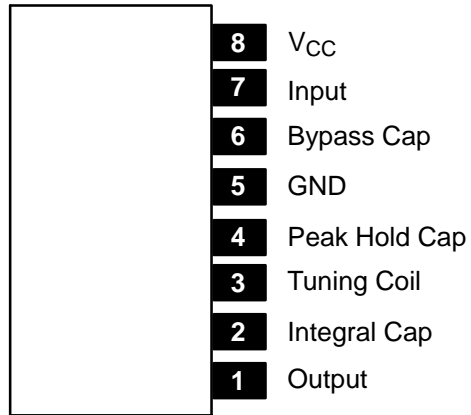 8 VCC
7 Input
6 Bypass Cap
5 GND
4 Peak Hold Cap
3 Tuning Coil
2 Integral Cap
1 Output